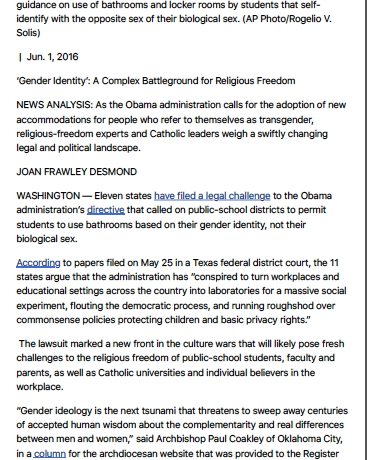 guidance on use of bathrooms and locker rooms by students that self-
identify with the opposite sex of their biological sex. (AP Photo/Rogelio V.
Solis)
| Jun. 1, 2016
‘Gender Identity’: A Complex Battleground for Religious Freedom
NEWS ANALYSIS: As the Obama administration calls for the adoption of new
accommodations for people who refer to themselves as transgender,
religious-freedom experts and Catholic leaders weigh a swiftly changing
legal and political landscape.
JOAN FRAWLEY DESMOND
WASHINGTON — Eleven states have filed a legal challenge to the Obama
administration’s directive that called on public-school districts to permit
students to use bathrooms based on their gender identity, not their
biological sex.
According to papers filed on May 25 in a Texas federal district court, the 11
states argue that the administration has “conspired to turn workplaces and
educational settings across the country into laboratories for a massive social
experiment, flouting the democratic process, and running roughshod over
commonsense policies protecting children and basic privacy rights.”
The lawsuit marked a new front in the culture wars that will likely pose fresh
challenges to the religious freedom of public-school students, faculty and
parents, as well as Catholic universities and individual believers in the
workplace.
“Gender ideology is the next tsunami that threatens to sweep away centuries
of accepted human wisdom about the complementarity and real differences
between men and women,” said Archbishop Paul Coakley of Oklahoma City,
in a column for the archdiocesan website that was provided to the Register